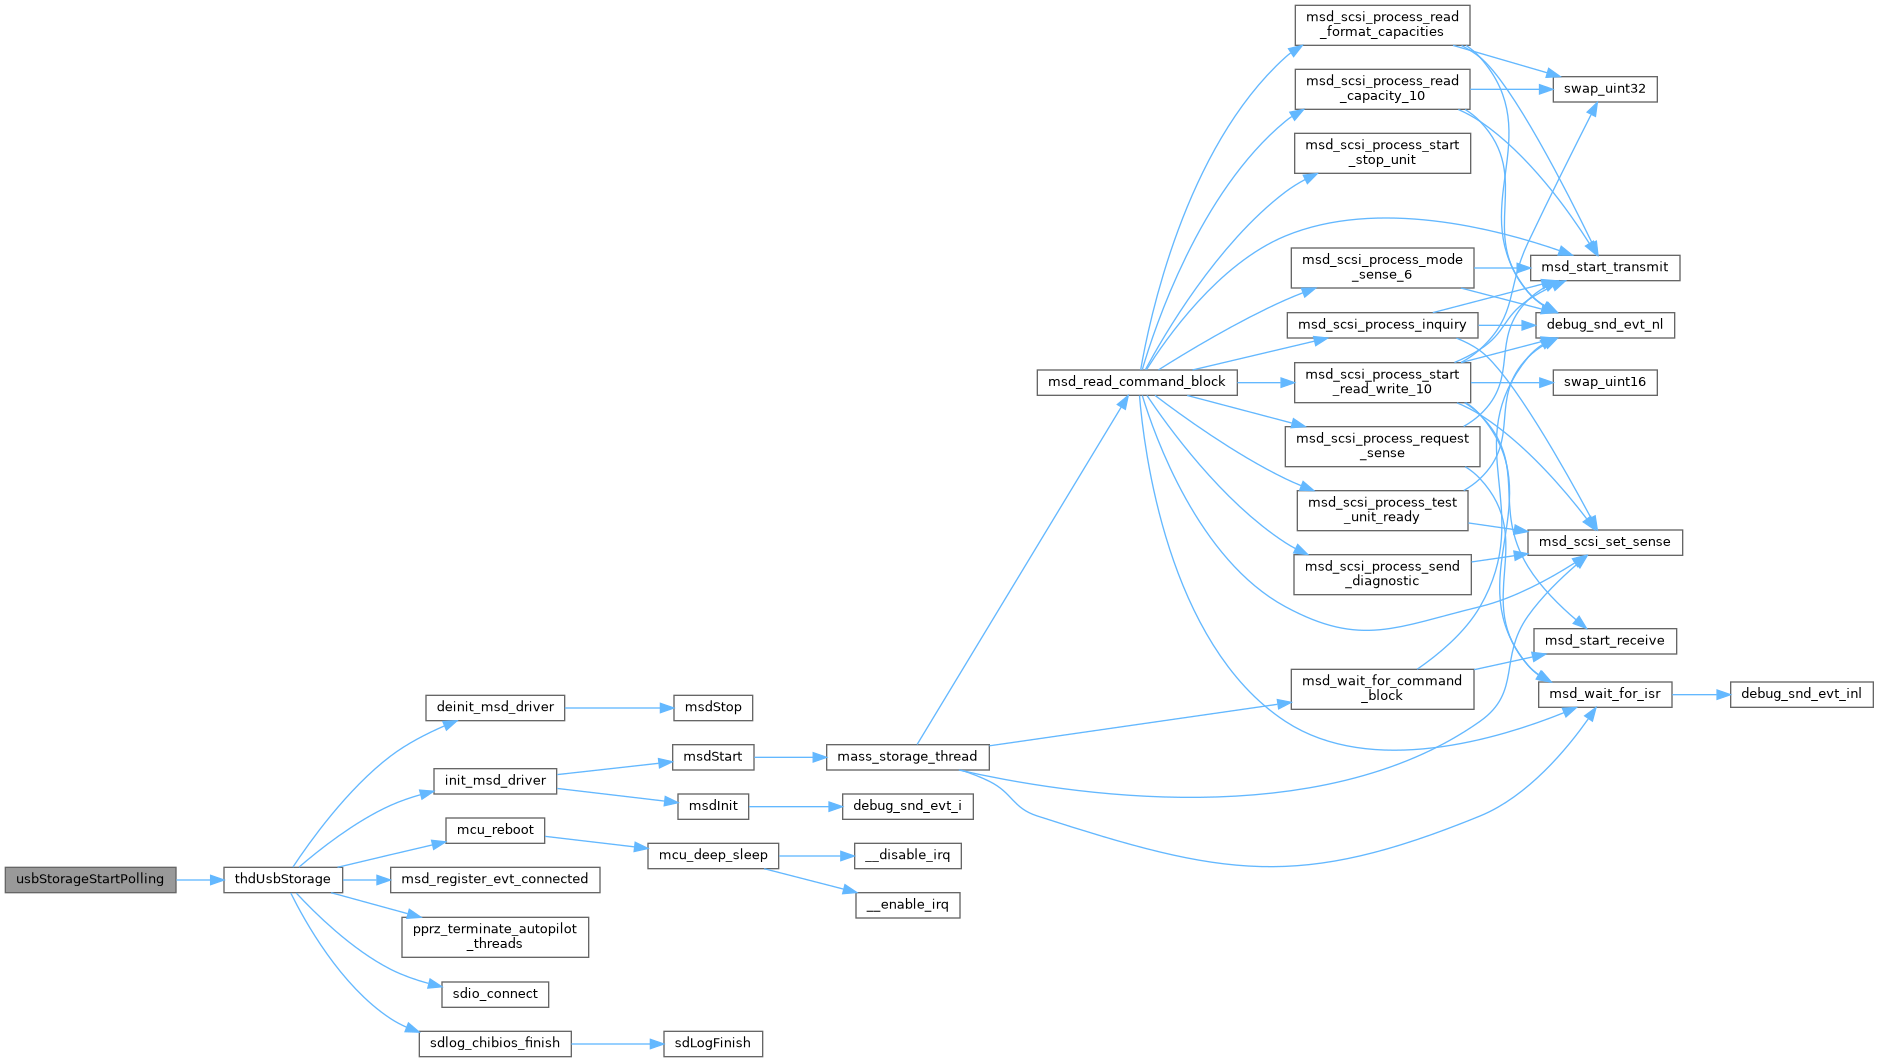 usbStorageStartPolling
thdUsbStorage
deinit_msd_driver
msdStop
init_msd_driver
msdStart
msdInit
mcu_reboot
mcu_deep_sleep
msd_register_evt_connected
pprz_terminate_autopilot
_threads
sdio_connect
sdlog_chibios_finish
sdLogFinish
mass_storage_thread
debug_snd_evt_i
__disable_irq
__enable_irq
msd_read_command_block
msd_scsi_process_read
_format_capacities
msd_scsi_process_read
_capacity_10
msd_scsi_process_start
_stop_unit
msd_scsi_process_mode
_sense_6
msd_scsi_process_inquiry
msd_scsi_process_start
_read_write_10
msd_scsi_process_request
_sense
msd_scsi_process_test
_unit_ready
msd_scsi_process_send
_diagnostic
msd_wait_for_command
_block
swap_uint32
msd_start_transmit
debug_snd_evt_nl
swap_uint16
msd_scsi_set_sense
msd_start_receive
msd_wait_for_isr
debug_snd_evt_inl